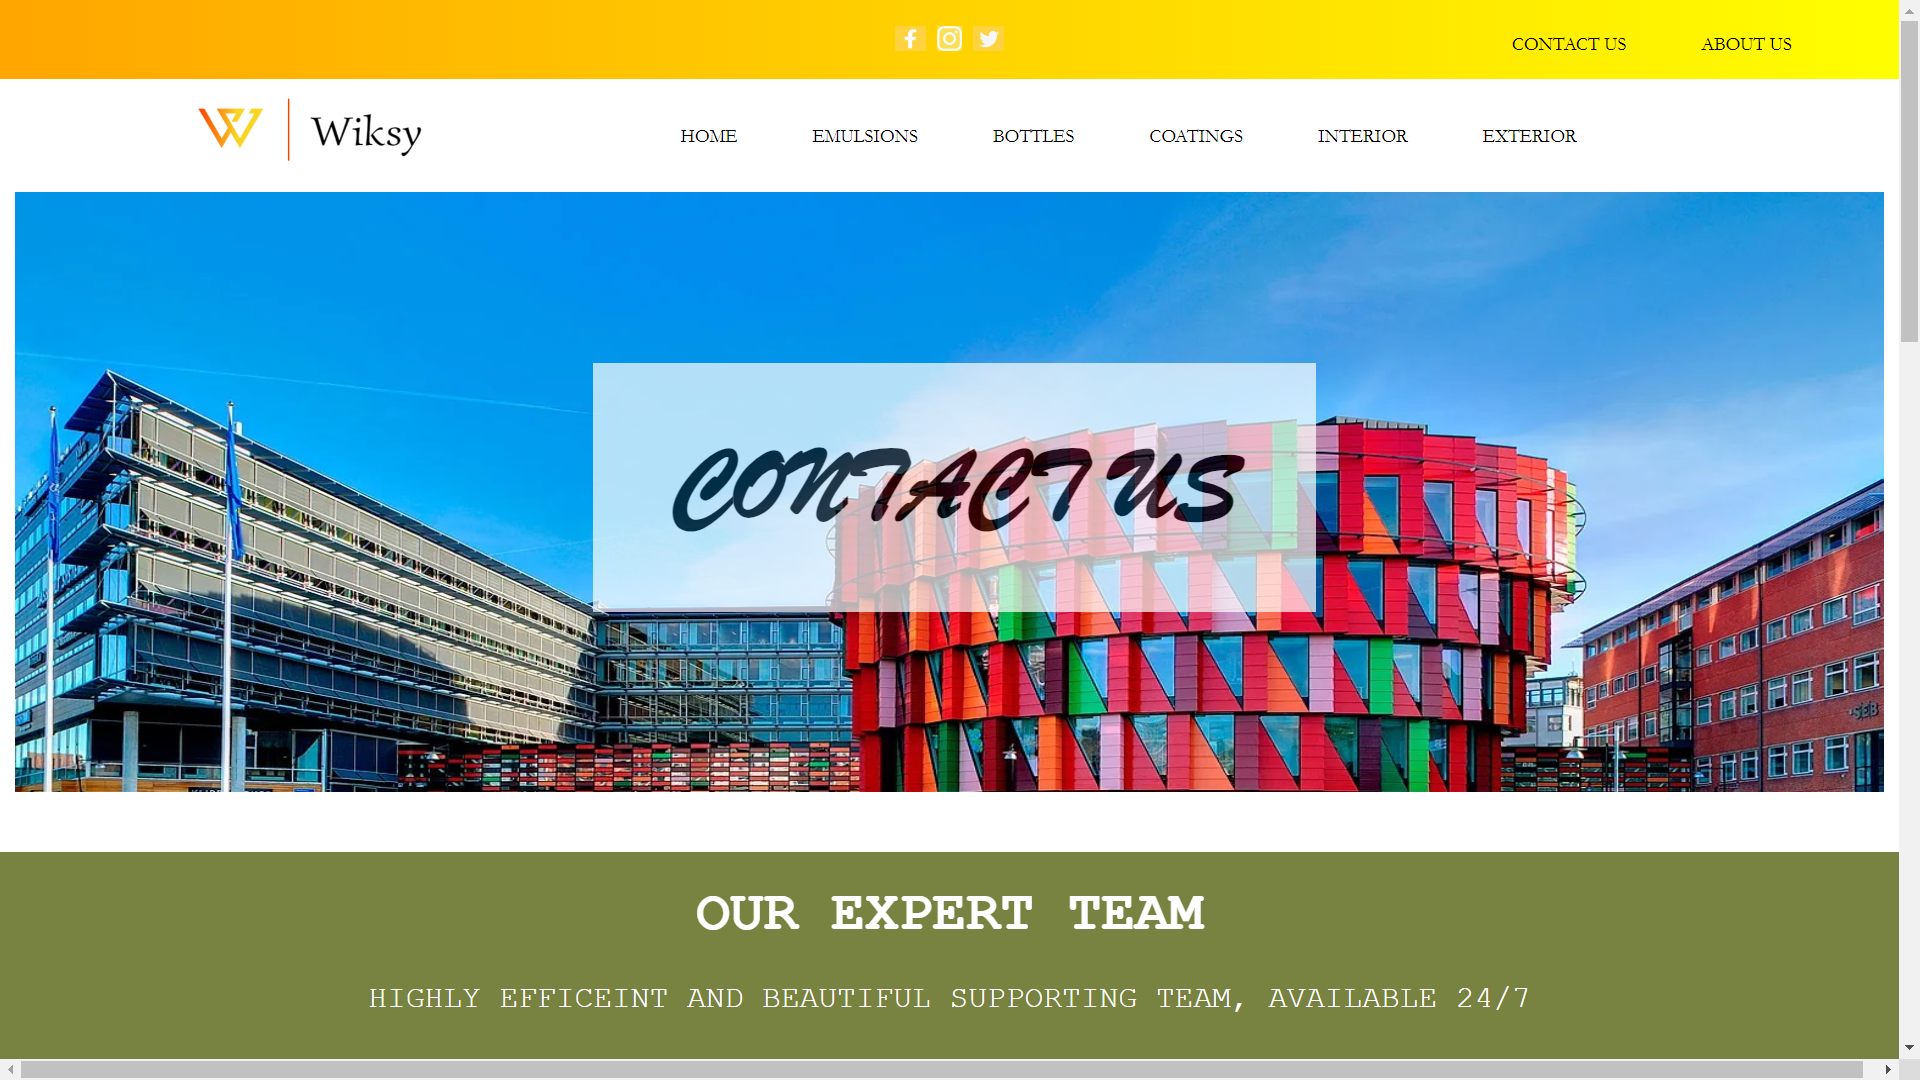 CONTACT US
ABOUT US
Wiksy
HOME
EMULSIONS
BOTTLES
COATINGS
INTERIOR
EXTERIOR
CONTACT US
SEB
OUR EXPERT TEAM
HIGHLY EFFICEINT AND BEAUTIFUL SUPPORTING TEAM, AVAILABLE 24/7